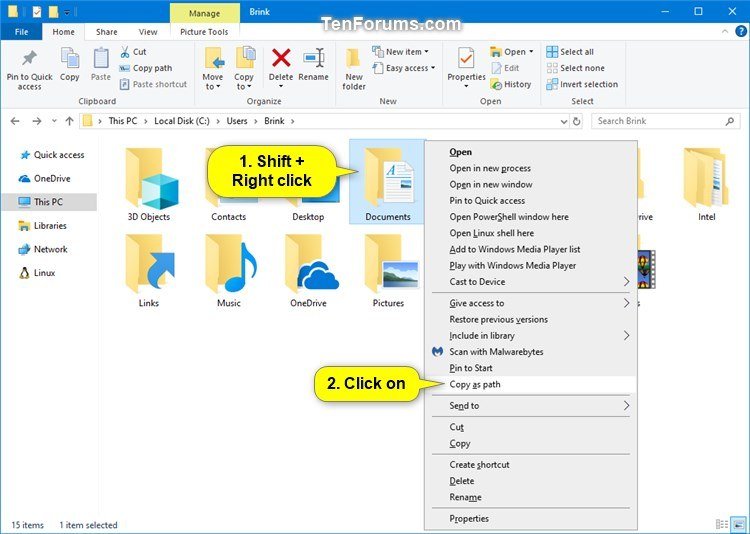 Manage
Brink
TenForums.com
File
Home
Share
View
Picture Tools
Pin to Quick access
Copy
Paste
Cut
Copy path
Paste shortcut
Clipboard
Move to
Copy to
Delete
Rename
Organize
New folder
New item
Easy access
New
Properties
Open
Edit
History
Open
Select all
Select none
Invert selection
Select
This PC
Local Disk (C:)
Users
Brink
Search Brink
Quick access
OneDrive
This PC
Libraries
Network
Linux
3D Objects
Contacts
Desktop
Documents
Intel
Links
Music
OneDrive
Pictures
1. Shift +
Right click
Open
Open in new process
Open in new window
Pin to Quick access
Open PowerShell window here
Open Linux shell here
Add to Windows Media Player list
Play with Windows Media Player
Cast to Device
Give access to
Restore previous versions
Include in library
Scan with Malwarebytes
Pin to Start
2. Click on
Copy as path
Send to
Cut
Copy
Create shortcut
Delete
Rename
Properties
15 items
1 item selected